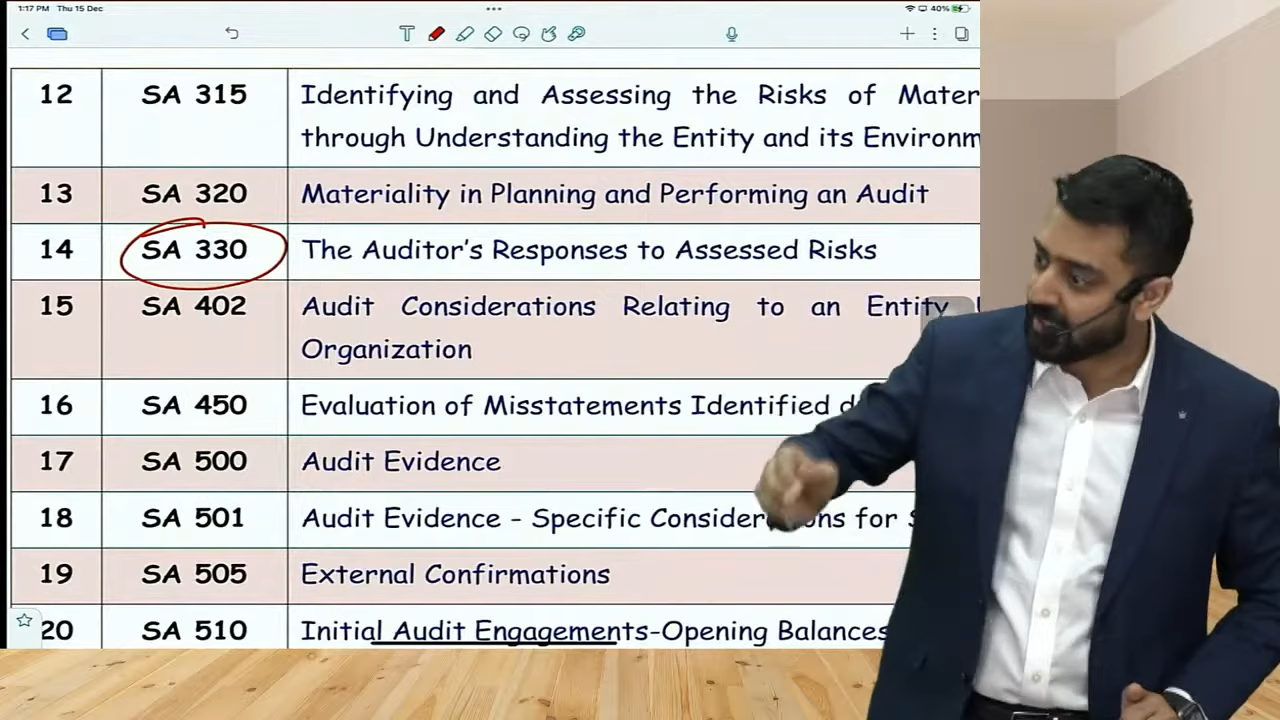 1:17 PM Thu 15 Dec
40%
12 SA 315 Identifying and Assessing the Risks of
through Understanding the Entity and its
13 SA 320 Materiality in Planning and Performing an Audit
14 SA 330 The Auditor's Responses to Assessed Risks
15 SA 402 Audit Considerations Relating to an Entity
Organization
16 SA 450 Evaluation of Misstatements Identified
17 SA 500 Audit Evidence
18 SA 501 Audit Evidence - Specific for
19 SA 505 External Confirmations
20 SA 510 Initial Audit Engagements-Opening Balances